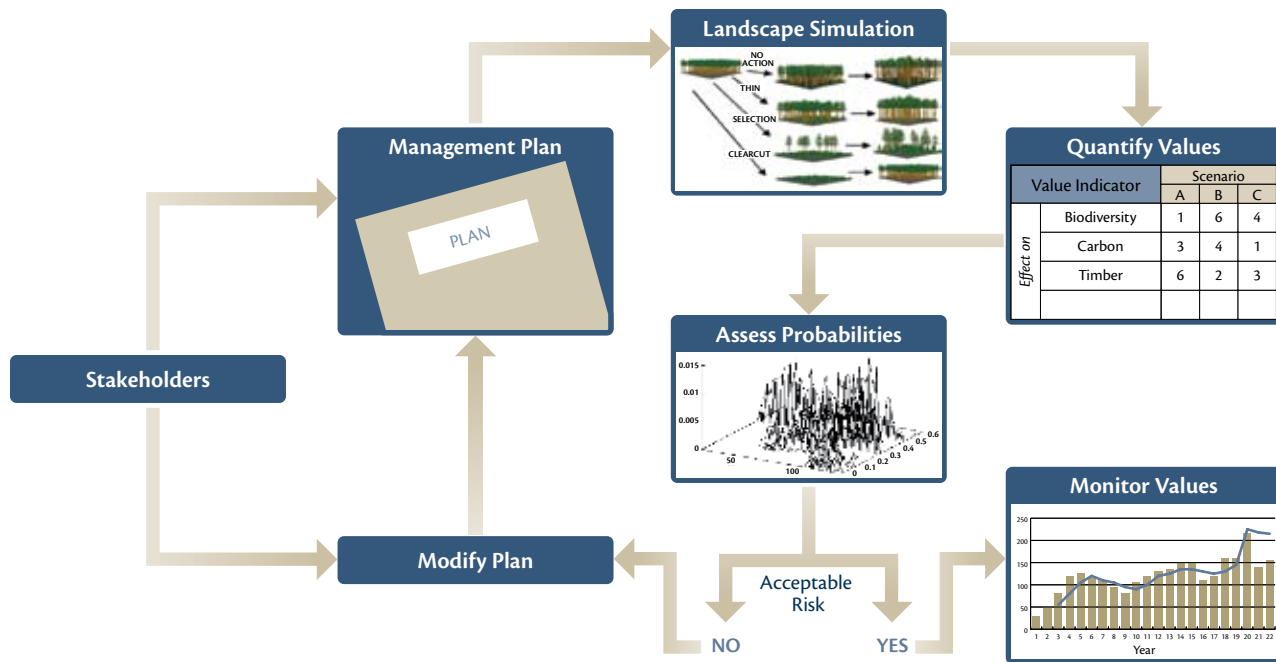 Landscape Simulation
NO
ACTION
THIN
SELECTION
CLEARCUT
Management Plan
PLAN
Quantify Values
Value Indicator
Scenario
A B C
Effect on
Biodiversity 1 6 4
Carbon 3 4 1
Timber 6 2 3
Stakeholders
Assess Probabilities
0.015
0.01
0.005
0
50
100
0
0.1
0.2
0.3
0.4
0.5
0.6
Modify Plan
Acceptable
Risk
NO
YES
Monitor Values
250
200
150
100
50
0
1 2 3 4 5 6 7 8 9 10 11 12 13 14 15 16 17 18 19 20 21 22
Year